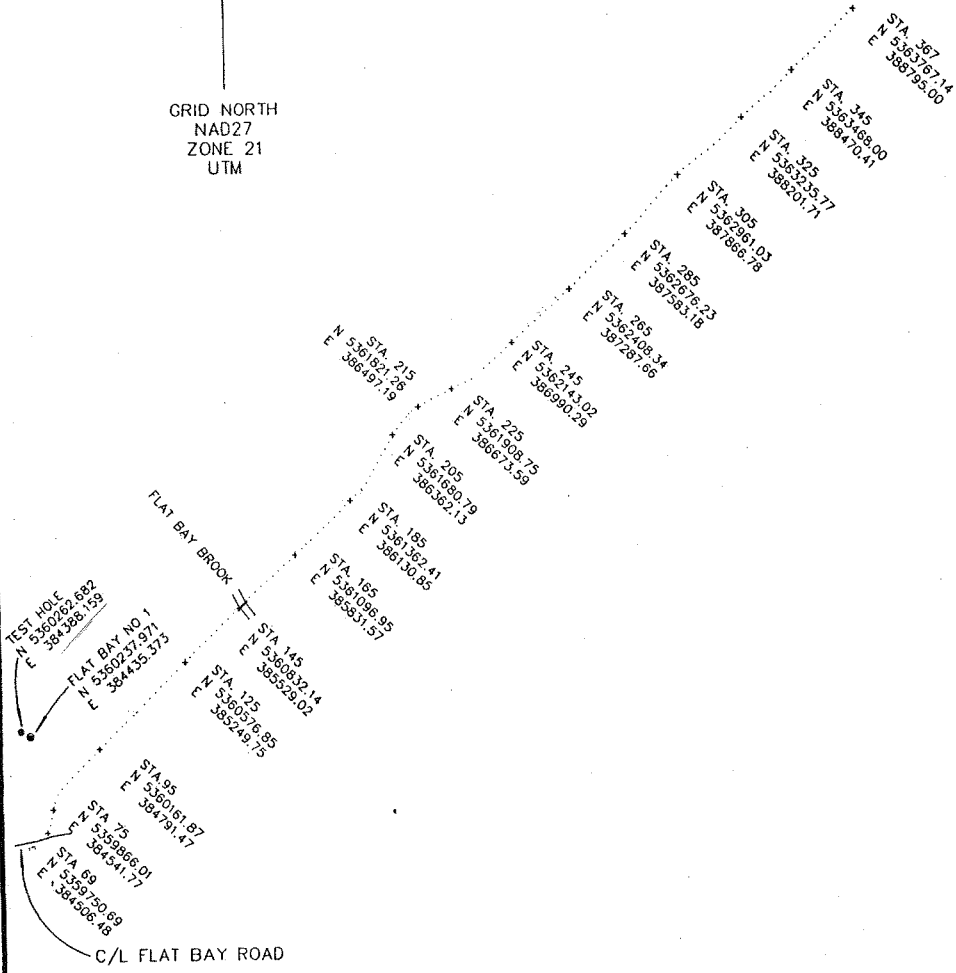 GRID NORTH
NAD27
ZONE 21
UTM
STA. 367
N 5363767.14
E 388795.00
STA. 345
N 5363468.00
E 388470.41
STA. 325
N 5363235.77
E 388201.71
STA. 305
N 5362961.03
E 387866.78
STA. 285
N 5362676.23
E 387583.18
STA. 265
N 5362408.34
E 387287.66
STA. 245
N 5362143.02
E 386990.29
STA. 215
N 5361821.26
E 386497.19
STA. 225
N 5361908.75
E 386673.59
STA. 205
N 5361680.79
E 386362.13
STA. 185
N 5361362.41
E 386130.85
STA. 165
N 5361096.95
E 385831.57
FLAT BAY BROOK
STA. 145
N 5360832.14
E 385529.02
STA. 125
N 5360576.85
E 385249.75
TEST HOLE
N 5360262.682
E 384388.159
FLAT BAY NO 1
N 5360237.971
E 384435.373
STA.95
N 5360161.87
E 384791.47
STA 75
N 5359866.01
E 384541.77
STA 69
N 5359750.69
E 384506.48
C/L FLAT BAY ROAD